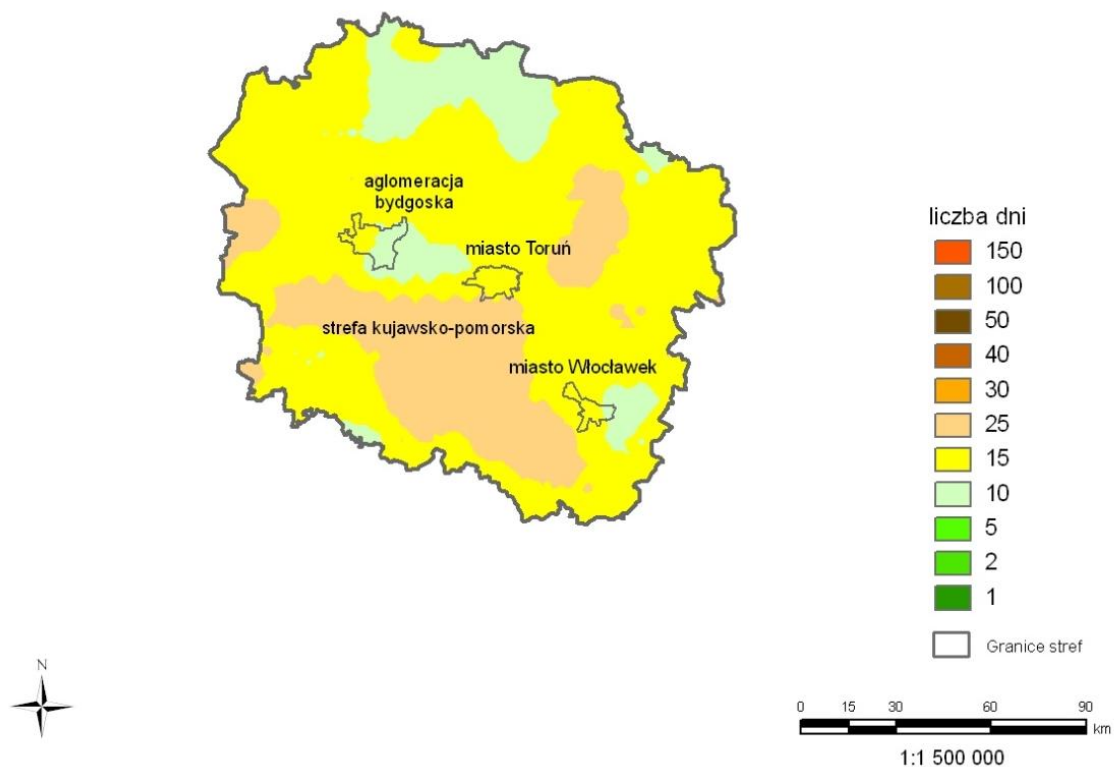 aglomeracja
bydgoska
miasto Toruń
strefa kujawsko-pomorska
miasto Włocławek
liczba dni
150
100
50
40
30
25
15
10
5
2
1
Granice stref
N
0 15 30 60 90
km
1:1 500 000